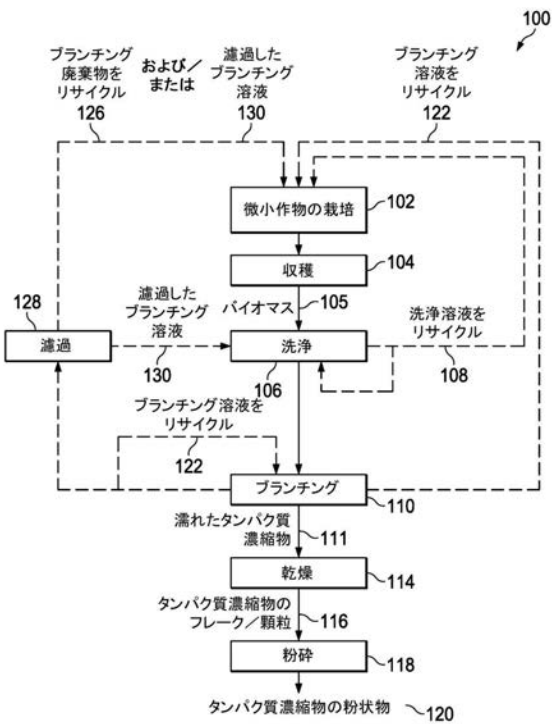 100
ブランチング
廃棄物を
リサイクル
126
および／
または
濾過した
ブランチング
溶液
130
ブランチング
溶液を
リサイクル
122
微小作物の栽培
102
収穫
104
バイオマス
105
濾過した
ブランチング
溶液
130
128
濾過
洗浄
106
洗浄溶液を
リサイクル
108
ブランチング溶液を
リサイクル
122
ブランチング
110
濡れたタンパク質
濃縮物
111
乾燥
114
タンパク質濃縮物の
フレーク／顆粒
116
粉砕
118
タンパク質濃縮物の粉状物
120